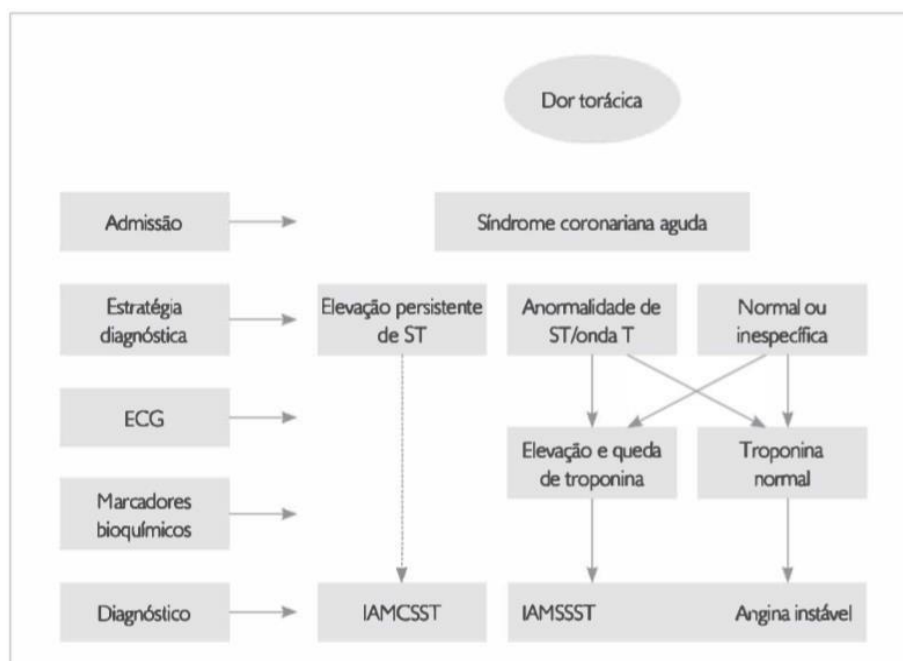 Dor torácica
Admissão
Síndrome coronariana aguda
Estratégia
diagnóstica
Elevação persistente
de ST
Anormalidade de
ST/onda T
Normal ou
inespecífica
ECG
Elevação e queda
de troponina
Troponina
normal
Marcadores
bioquímicos
Diagnóstico
IAMCSST
IAMSSST
Angina instável